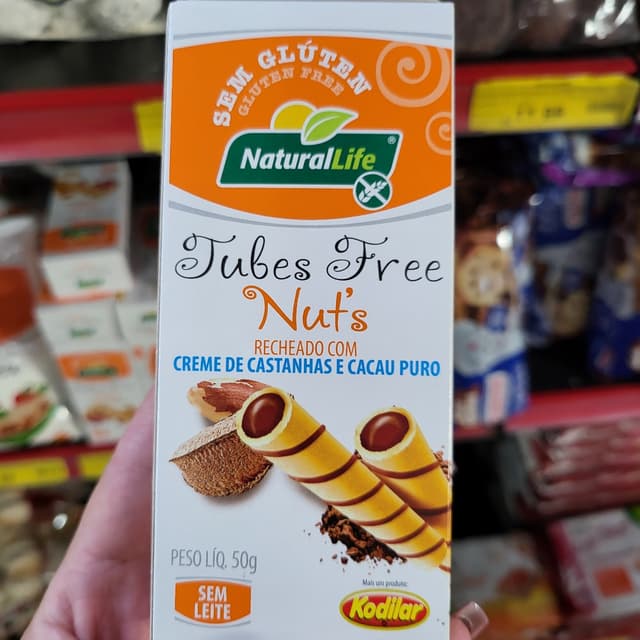 SEM GLÚTEN
GLUTEN FREE
NaturalLife®
Tubes Free
Nut's
RECHEADO COM
CREME DE CASTANHAS E CACAU PURO
PESO LÍQ. 50g
SEM
LEITE
Mais um produto:
Kodilar